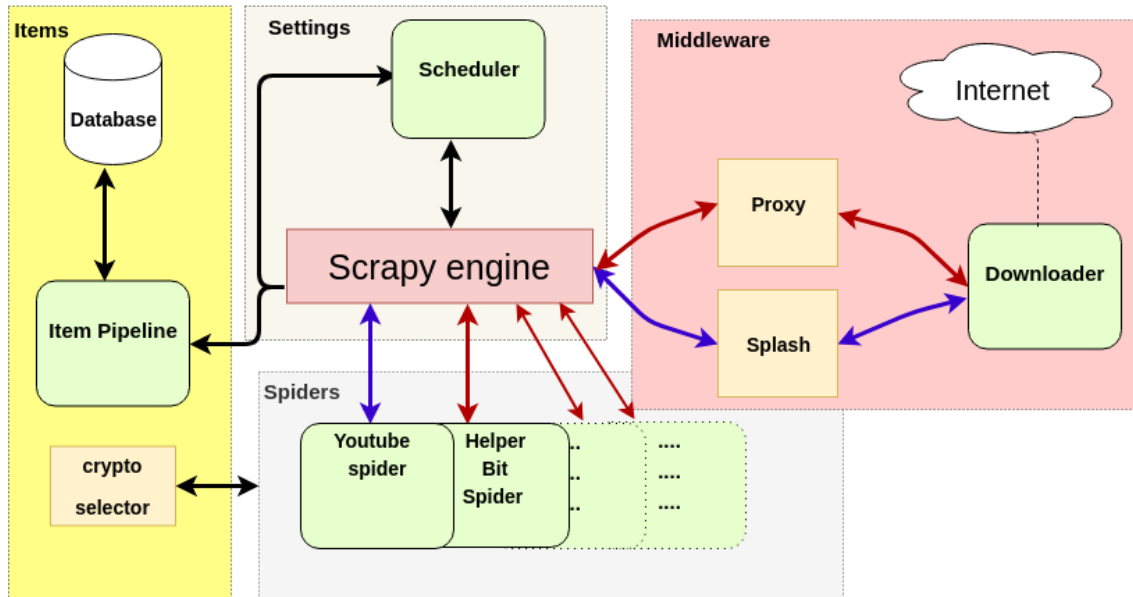 Items
Database
Item Pipeline
crypto
selector
Settings
Scheduler
Scrapy engine
Middleware
Internet
Proxy
Downloader
Splash
Spiders
Youtube
spider
Helper
Bit
Spider
..
..
..
....
....
....